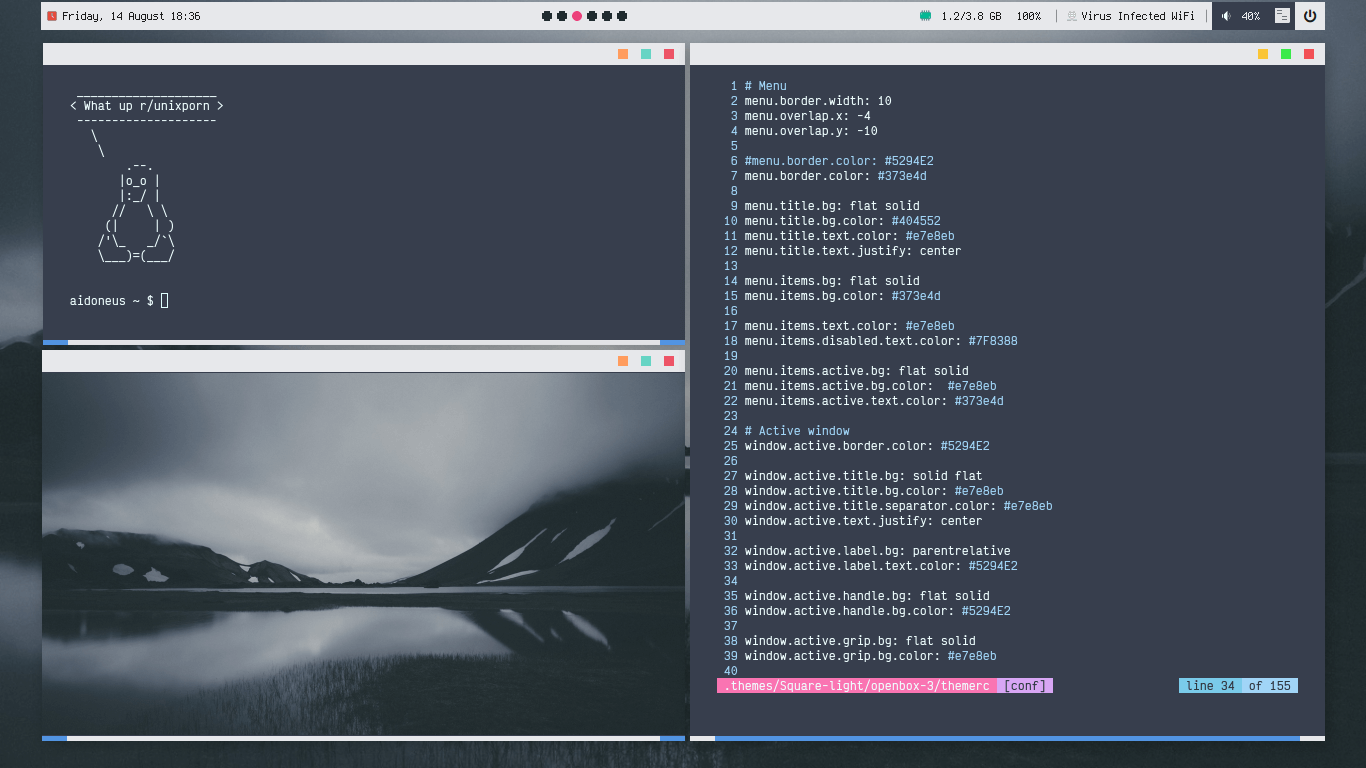 Friday, 14 August 18:36
1.2/3.8 GB 100% | Virus Infected WiFi | 40%
____________________
< What up r/unixporn >
--------------------
\
\
.--.
|o_o |
|:_/ |
//   \ \
(|     | )
/'\_   _/`\
\___)=(___/
aidoneus ~ $
1 # Menu
2 menu.border.width: 10
3 menu.overlap.x: -4
4 menu.overlap.y: -10
5
6 #menu.border.color: #5294E2
7 menu.border.color: #373e4d
8
9 menu.title.bg: flat solid
10 menu.title.bg.color: #404552
11 menu.title.text.color: #e7e8eb
12 menu.title.text.justify: center
13
14 menu.items.bg: flat solid
15 menu.items.bg.color: #373e4d
16
17 menu.items.text.color: #e7e8eb
18 menu.items.disabled.text.color: #7F8388
19
20 menu.items.active.bg: flat solid
21 menu.items.active.bg.color:  #e7e8eb
22 menu.items.active.text.color: #373e4d
23
24 # Active window
25 window.active.border.color: #5294E2
26
27 window.active.title.bg: solid flat
28 window.active.title.bg.color: #e7e8eb
29 window.active.title.separator.color: #e7e8eb
30 window.active.text.justify: center
31
32 window.active.label.bg: parentrelative
33 window.active.label.text.color: #5294E2
34
35 window.active.handle.bg: flat solid
36 window.active.handle.bg.color: #5294E2
37
38 window.active.grip.bg: flat solid
39 window.active.grip.bg.color: #e7e8eb
40
.themes/Square-light/openbox-3/themerc [conf] line 34 of 155